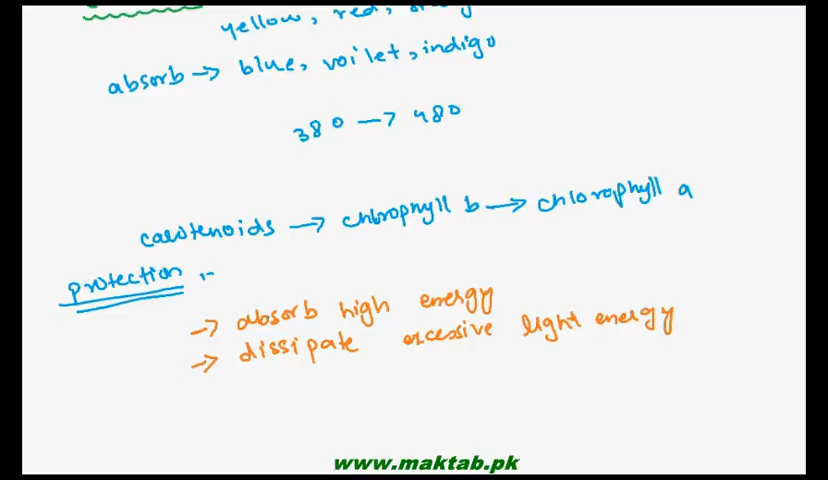 yellow, red,
absorb → blue, voilet, indigo
380 → 480
carotenoids → chlrophyll b → chlorophyll a
protection :-
→ absorb high energy
→ dissipate excessive light energy
www.maktab.pk